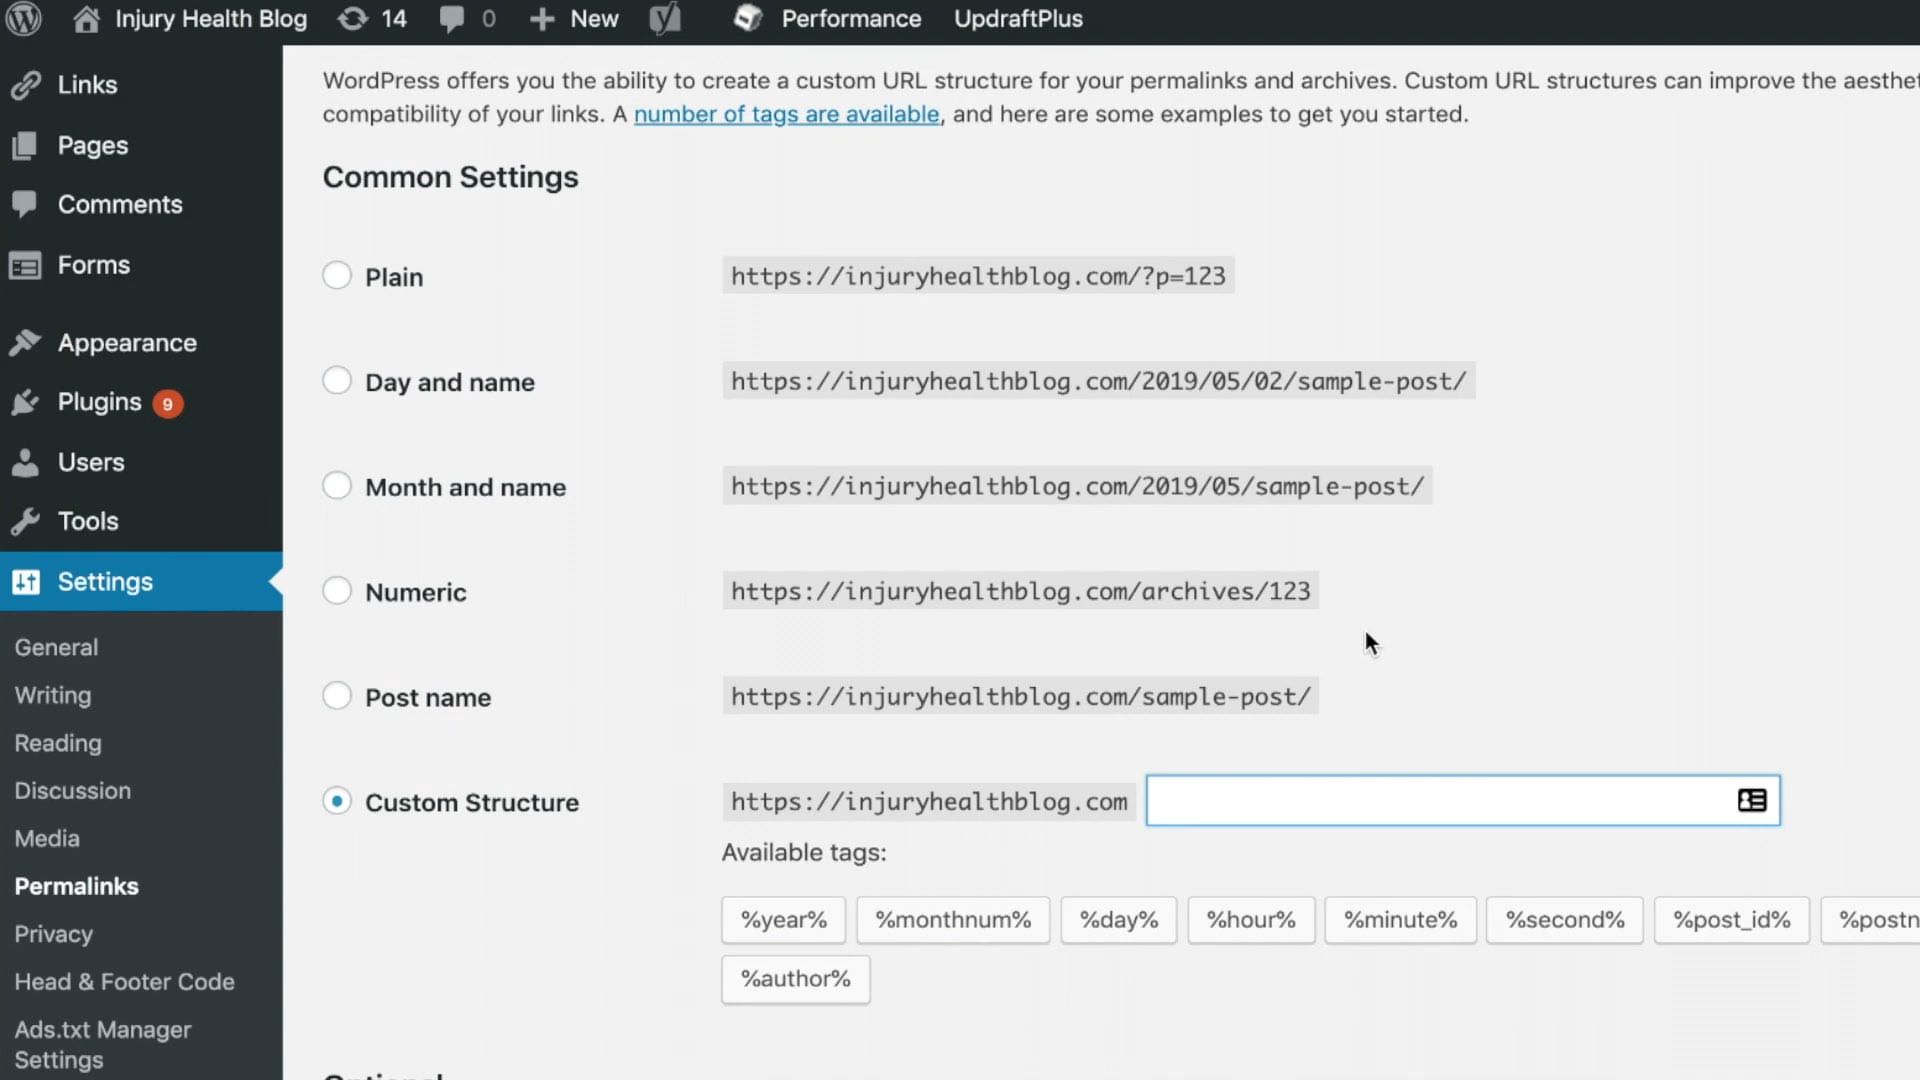 Injury Health Blog 14 0 New Performance UpdraftPlus
Links
Pages
Comments
Forms
Appearance
Plugins 9
Users
Tools
Settings
General
Writing
Reading
Discussion
Media
Permalinks
Privacy
Head & Footer Code
Ads.txt Manager
Settings
WordPress offers you the ability to create a custom URL structure for your permalinks and archives. Custom URL structures can improve the aesthet
compatibility of your links. A number of tags are available, and here are some examples to get you started.
Common Settings
Plain https://injuryhealthblog.com/?p=123
Day and name https://injuryhealthblog.com/2019/05/02/sample-post/
Month and name https://injuryhealthblog.com/2019/05/sample-post/
Numeric https://injuryhealthblog.com/archives/123
Post name https://injuryhealthblog.com/sample-post/
Custom Structure https://injuryhealthblog.com
Available tags:
%year% %monthnum% %day% %hour% %minute% %second% %post_id% %postn
%author%
Optional